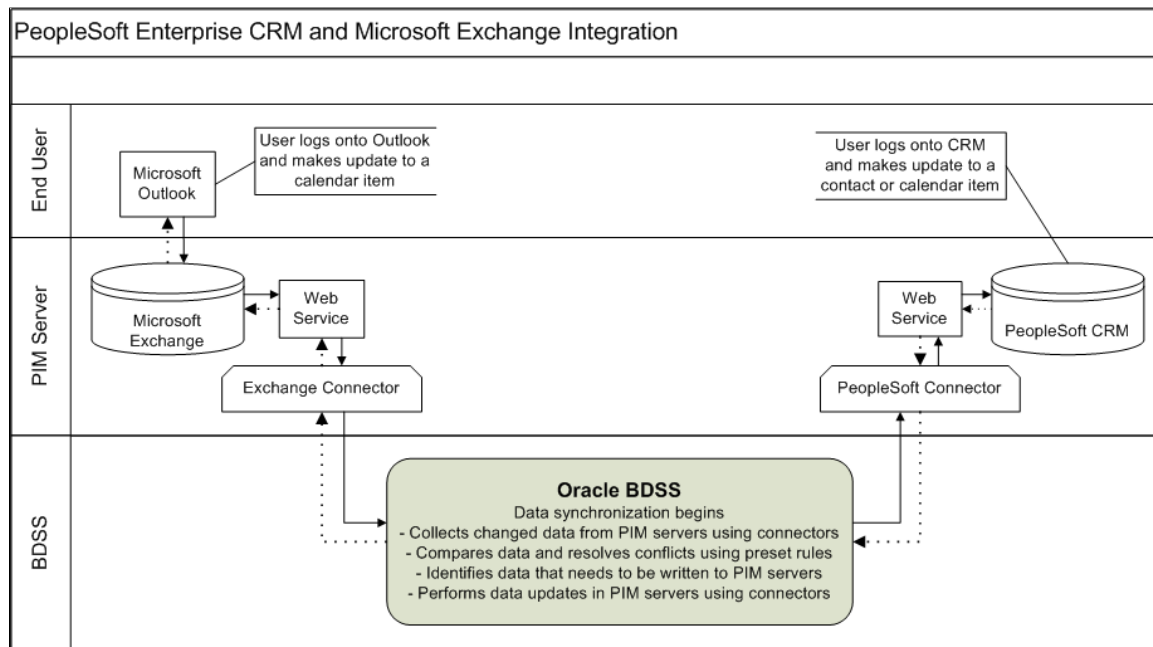 PeopleSoft Enterprise CRM and Microsoft Exchange Integration
End User
Microsoft
Outlook
User logs onto Outlook
and makes update to a
calendar item
User logs onto CRM
and makes update to a
contact or calendar item
PIM Server
Microsoft
Exchange
Web
Service
Exchange Connector
Web
Service
PeopleSoft CRM
PeopleSoft Connector
BDSS
Oracle BDSS
Data synchronization begins
- Collects changed data from PIM servers using connectors
- Compares data and resolves conflicts using preset rules
- Identifies data that needs to be written to PIM servers
- Performs data updates in PIM servers using connectors